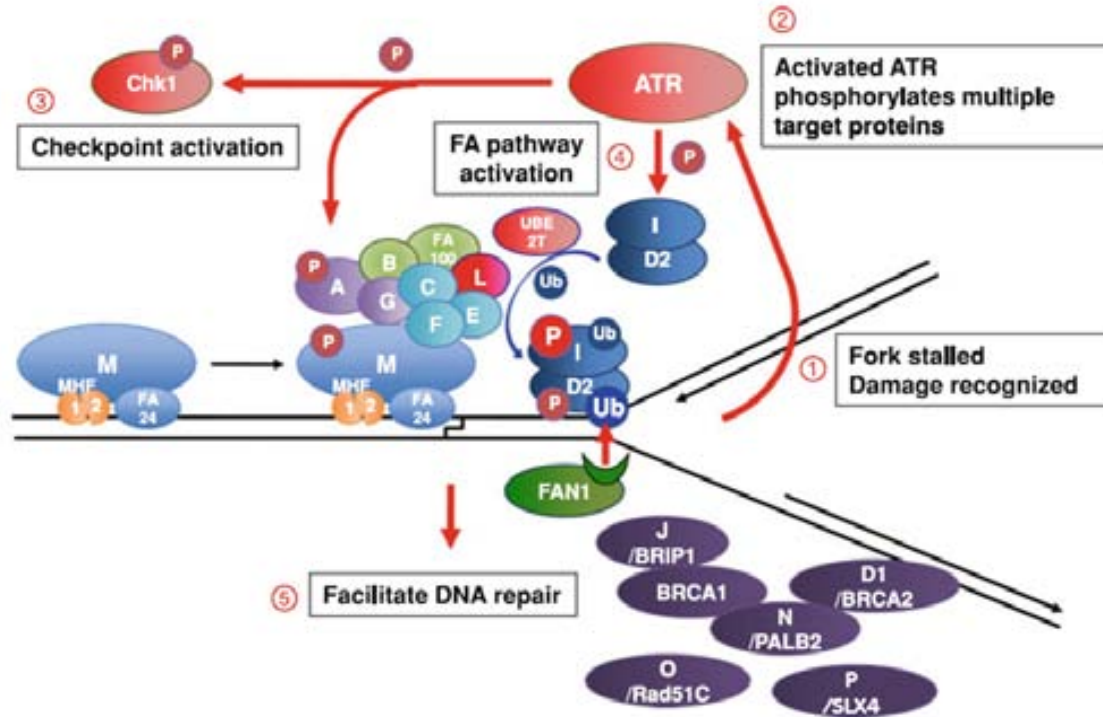 ②
Activated ATR
phosphorylates multiple
target proteins
P
P
Chk1
ATR
③
Checkpoint activation
FA pathway
activation
④
P
I
D2
UBE
2T
Ub
FA
100
B
L
P
A
C
G
E
F
P
M
M
MHF
1 2
FA
24
MHF
1 2
FA
24
P
Ub
I
D2
P
Ub
①
Fork stalled
Damage recognized
FAN1
⑤
Facilitate DNA repair
J
/BRIP1
BRCA1
D1
/BRCA2
N
/PALB2
O
/Rad51C
P
/SLX4